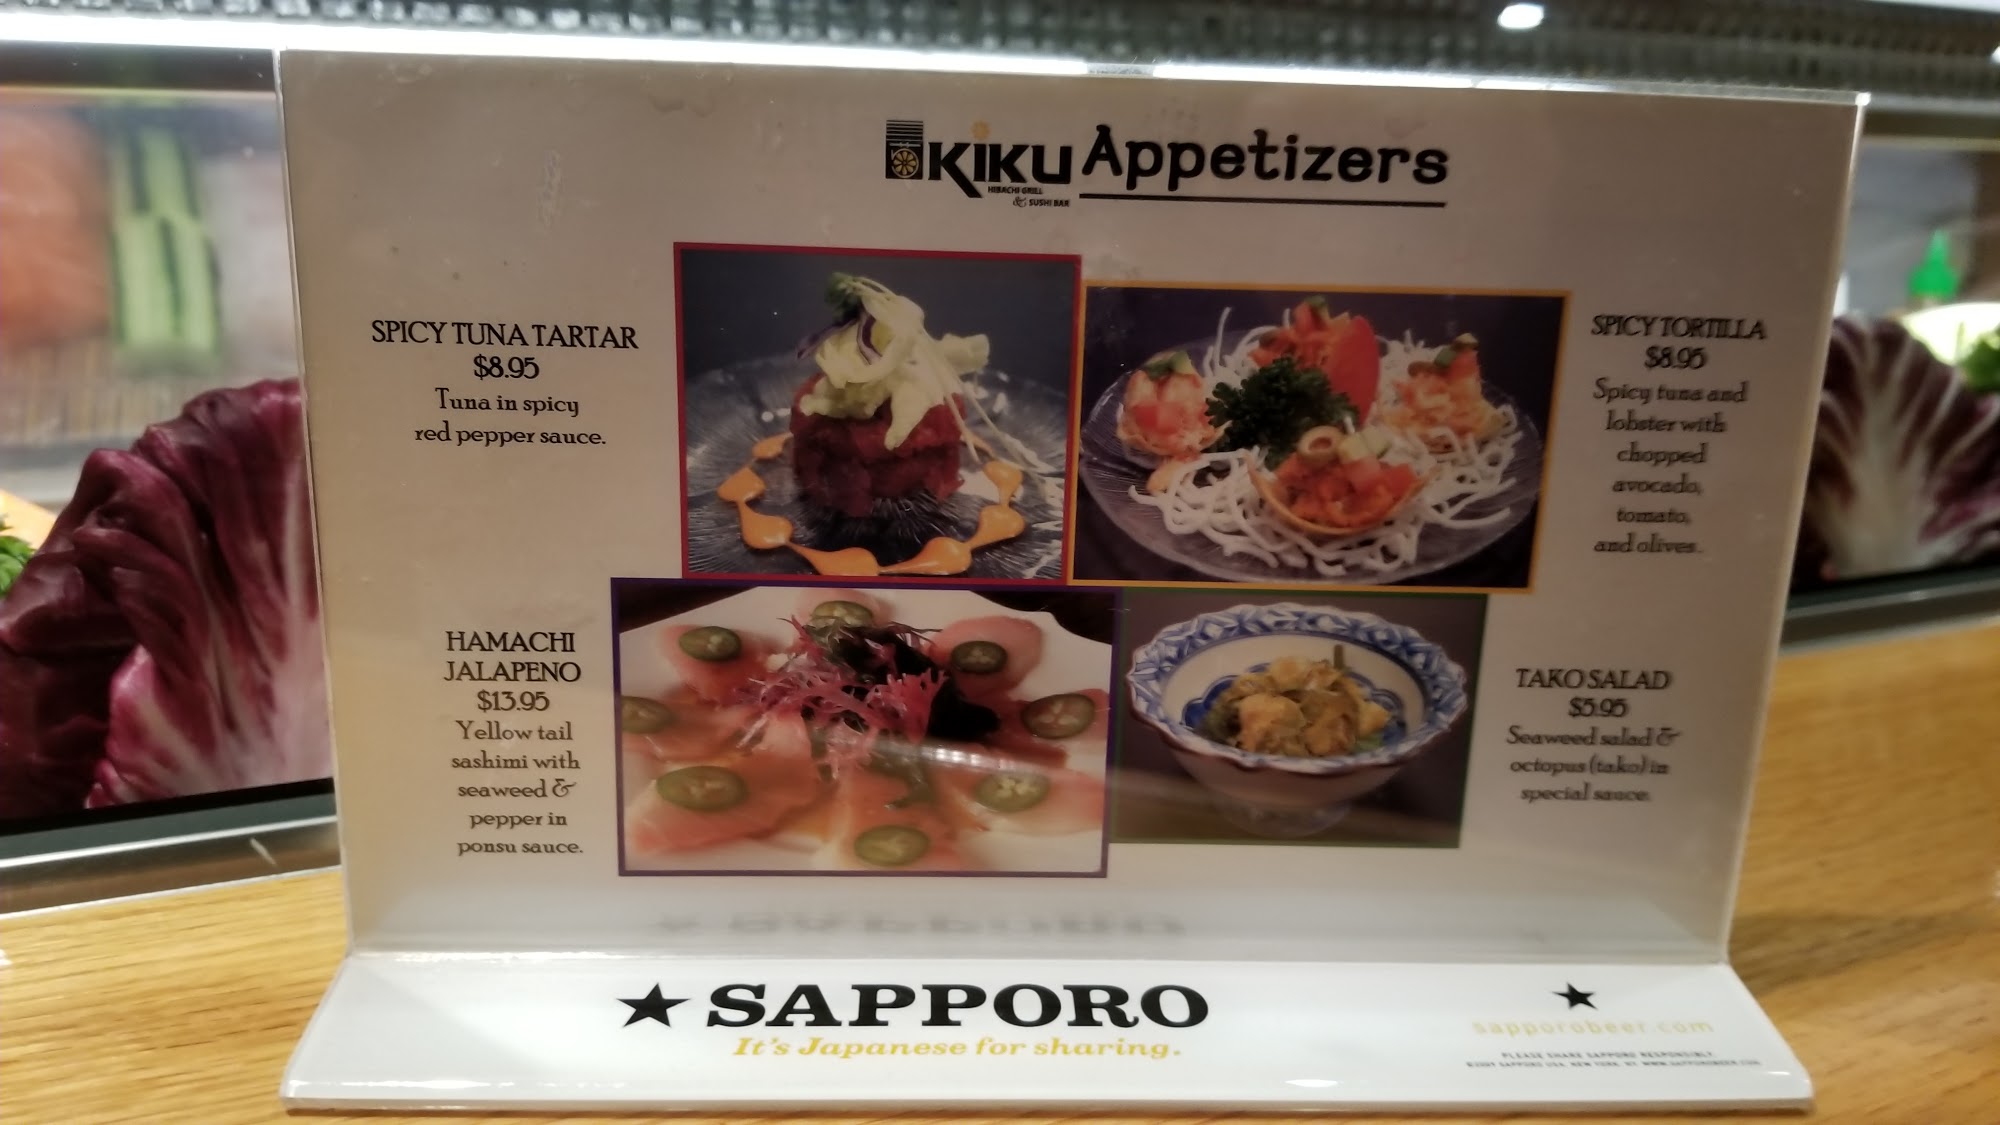 KIKU Appetizers
HIBACHI GRILL
& SUSHI BAR
SPICY TUNA TARTAR
$8.95
Tuna in spicy
red pepper sauce.
SPICY TORTILLA
$8.95
Spicy tuna and
lobster with
chopped
avocado,
tomato,
and olives.
HAMACHI
JALAPENO
$13.95
Yellow tail
sashimi with
seaweed &
pepper in
ponsu sauce.
TAKO SALAD
$5.95
Seaweed salad &
octopus (tako) in
special sauce.
SAPPORO
It's Japanese for sharing.
sapporobeer.com
PLEASE SHARE SAPPORO RESPONSIBLY.